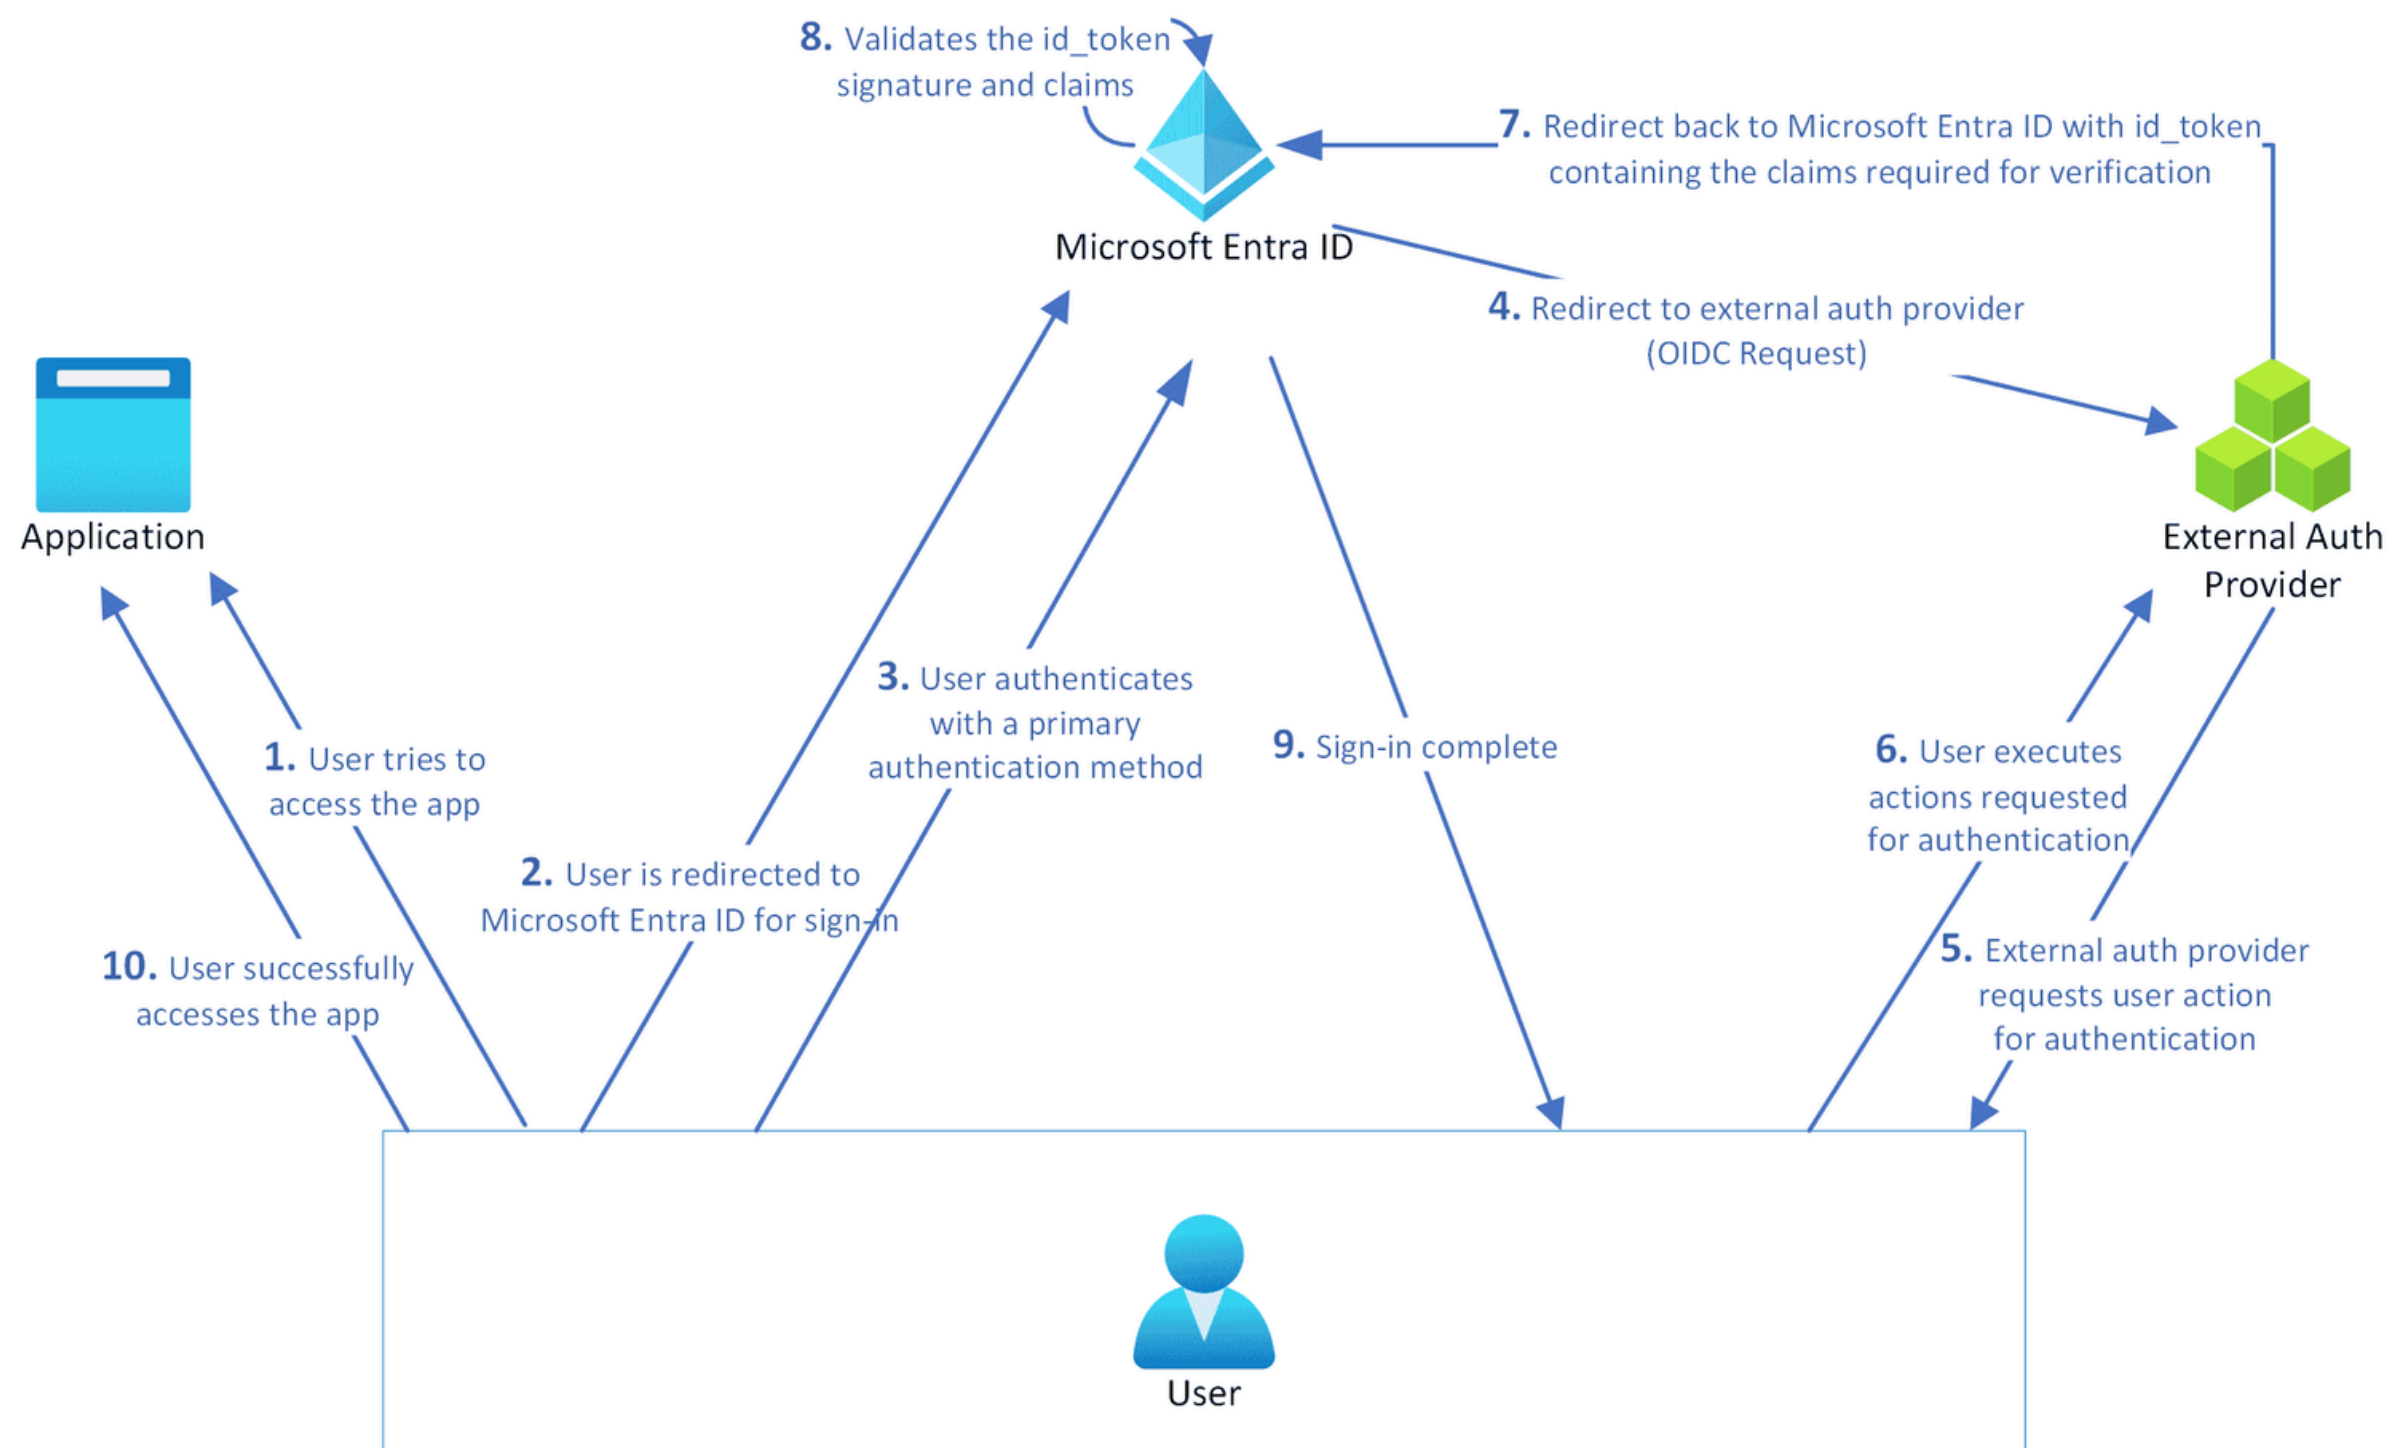 8. Validates the id_token
signature and claims
7. Redirect back to Microsoft Entra ID with id_token
containing the claims required for verification
Microsoft Entra ID
4. Redirect to external auth provider
(OIDC Request)
Application
External Auth
Provider
3. User authenticates
with a primary
authentication method
1. User tries to
access the app
9. Sign-in complete
6. User executes
actions requested
for authentication
2. User is redirected to
Microsoft Entra ID for sign-in
10. User successfully
accesses the app
5. External auth provider
requests user action
for authentication
User